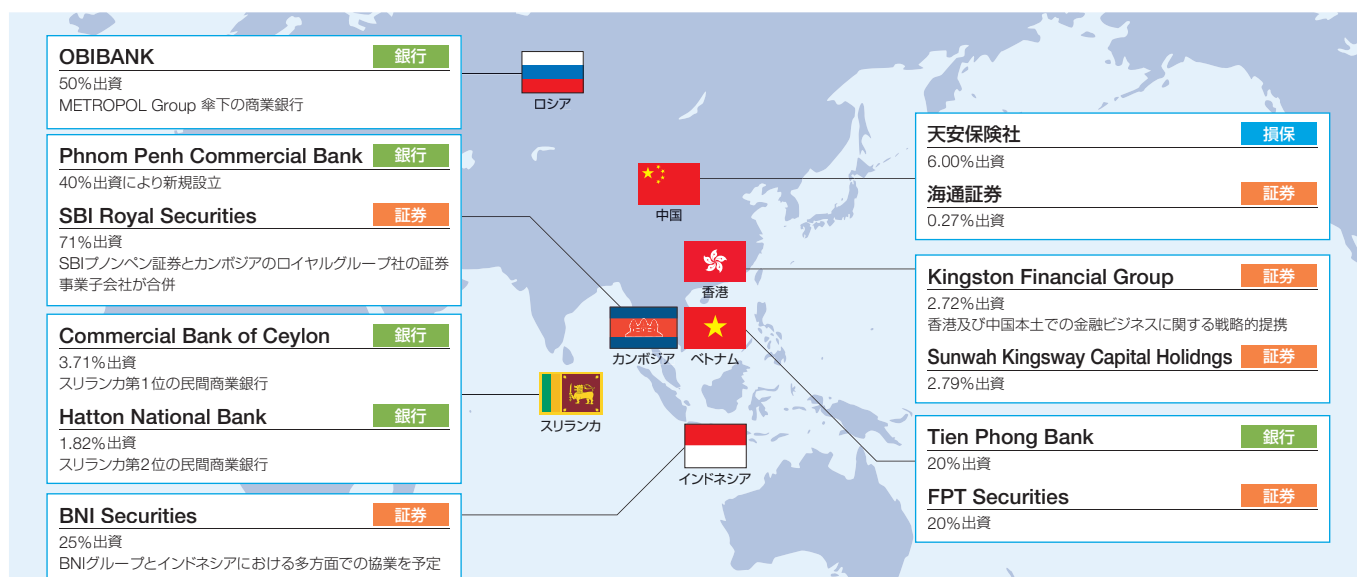 OBIBANK 銀行
50%出資
METROPOL Group 傘下の商業銀行
Phnom Penh Commercial Bank 銀行
40%出資により新規設立
SBI Royal Securities 証券
71%出資
SBIプノンペン証券とカンボジアのロイヤルグループ社の証券
事業子会社が合併
Commercial Bank of Ceylon 銀行
3.71%出資
スリランカ第1位の民間商業銀行
Hatton National Bank 銀行
1.82%出資
スリランカ第2位の民間商業銀行
BNI Securities 証券
25%出資
BNIグループとインドネシアにおける多方面での協業を予定
ロシア
中国
香港
カンボジア
ベトナム
スリランカ
インドネシア
天安保険社 損保
6.00%出資
海通証券 証券
0.27%出資
Kingston Financial Group 証券
2.72%出資
香港及び中国本土での金融ビジネスに関する戦略的提携
Sunwah Kingsway Capital Holidngs 証券
2.79%出資
Tien Phong Bank 銀行
20%出資
FPT Securities 証券
20%出資